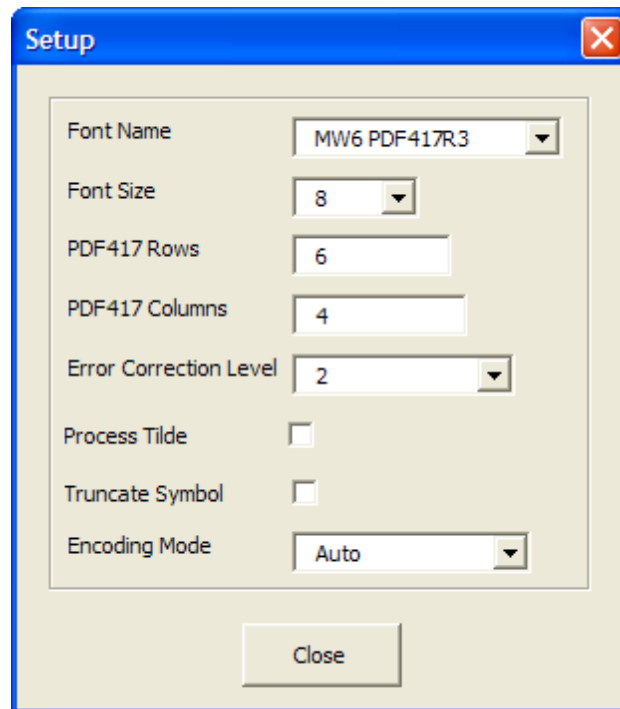 Setup
Font Name MW6 PDF417R3
Font Size 8
PDF417 Rows 6
PDF417 Columns 4
Error Correction Level 2
Process Tilde
Truncate Symbol
Encoding Mode Auto
Close